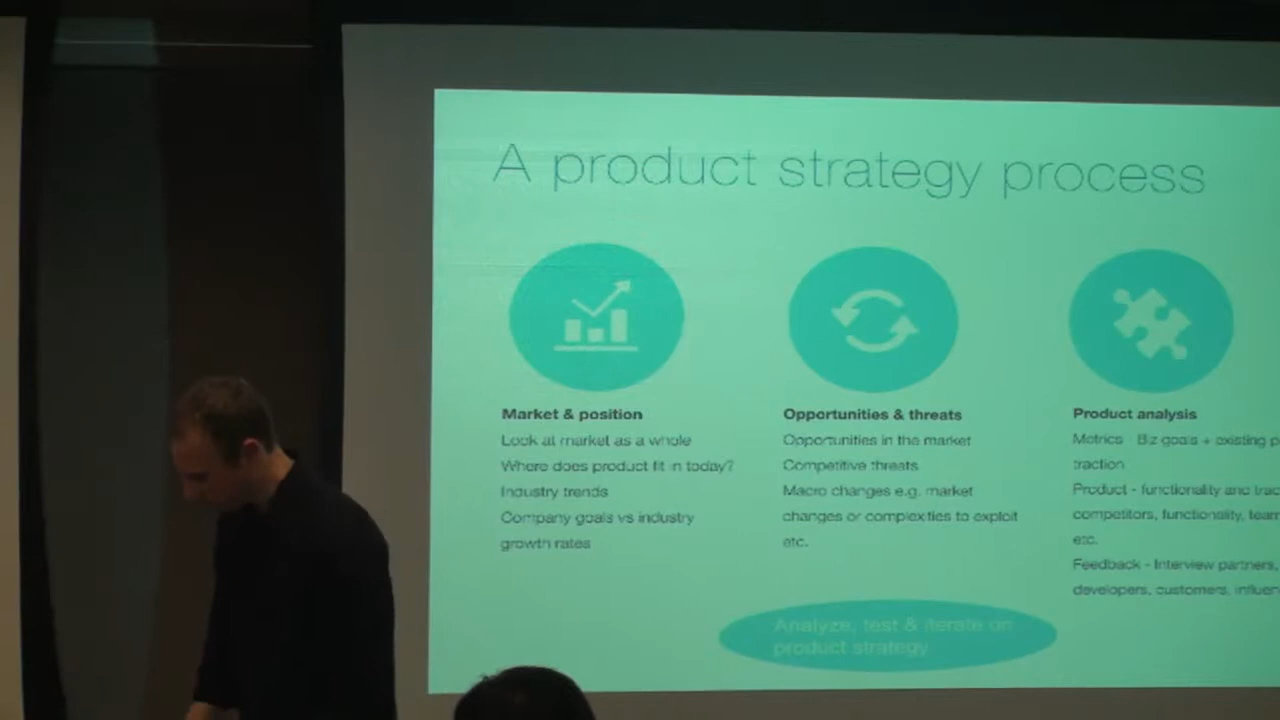 A product strategy process
Market & position
Look at market as a whole
Where does product fit in today?
Industry trends
Company goals vs industry
growth rates
Opportunities & threats
Opportunities in the market
Competitive threats
Macro changes e.g. market
changes or complexities to exploit
etc.
Product analysis
Metrics - Biz goals + existing
traction
Product - functionality and
competitors, functionality,
etc.
Feedback - Interview partners,
developers, customers,
Analyze, test & iterate on
product strategy